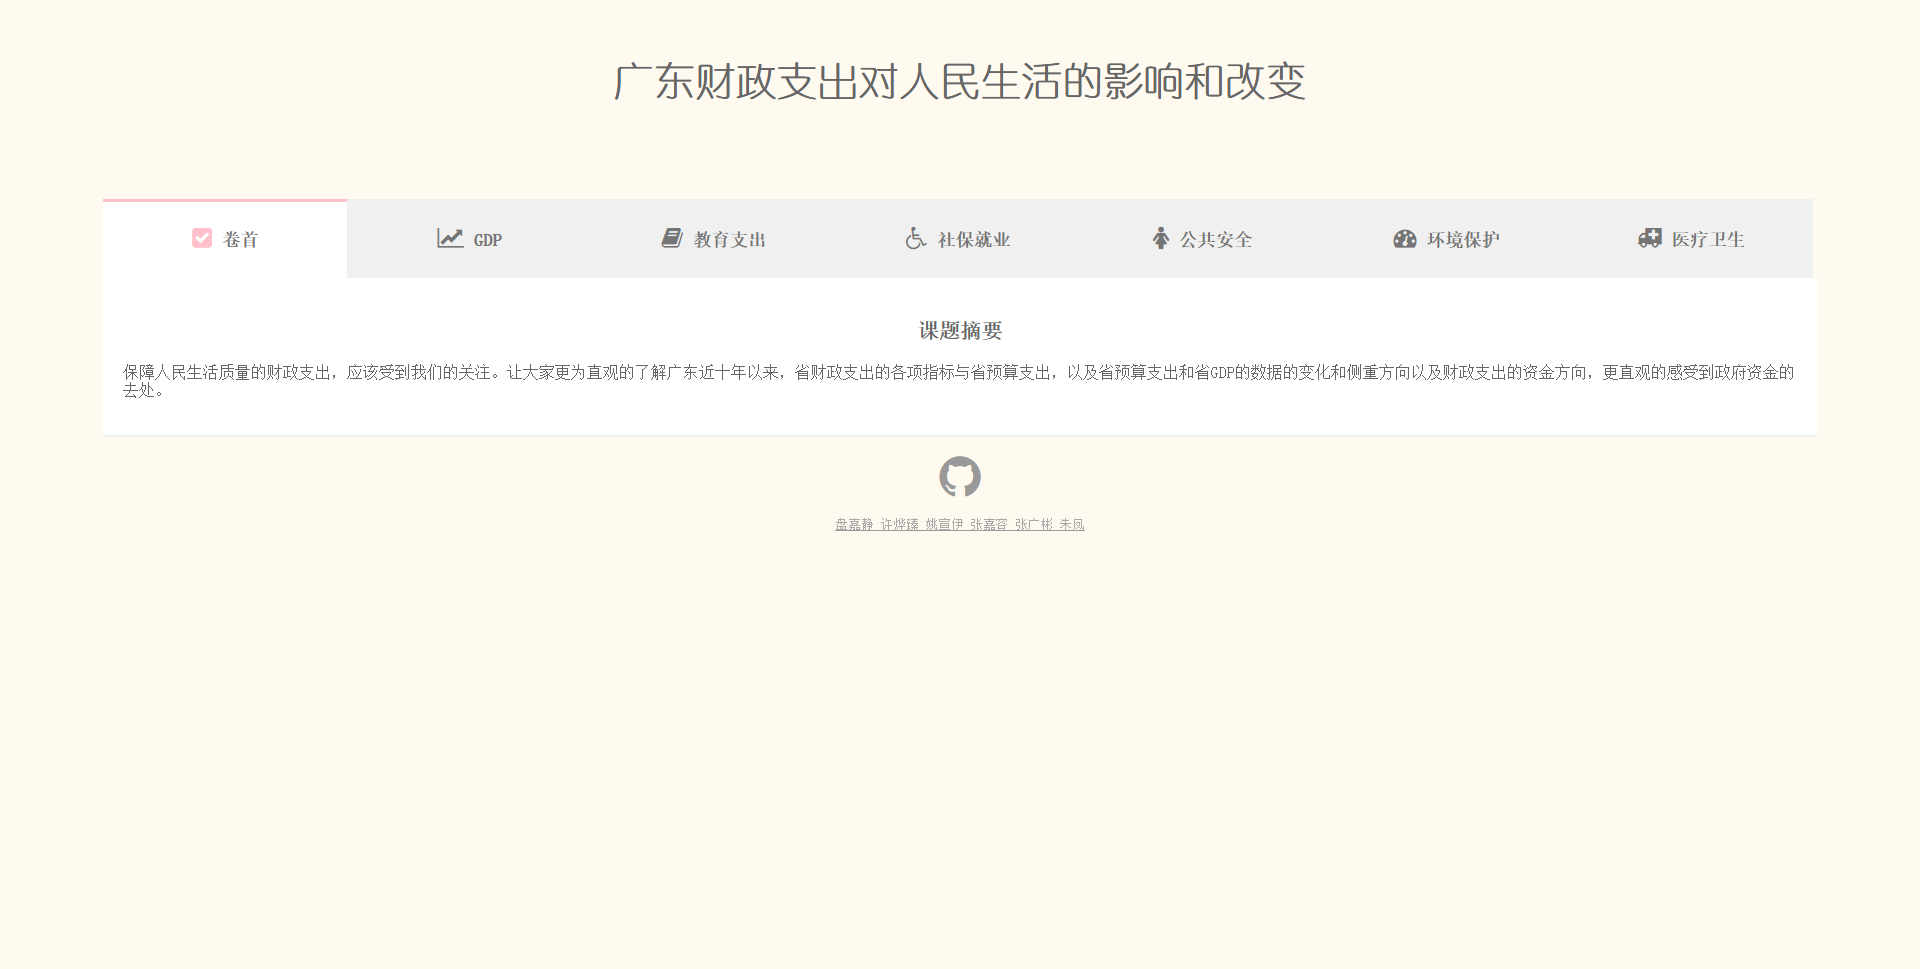 广东财政支出对人民生活的影响和改变
卷首
GDP
教育支出
社保就业
公共安全
环境保护
医疗卫生
课题摘要
保障人民生活质量的财政支出，应该受到我们的关注。让大家更为直观的了解广东近十年以来，省财政支出的各项指标与省预算支出，以及省预算支出和省GDP的数据的变化和侧重方向以及财政支出的资金方向，更直观的感受到政府资金的
去处。
盘嘉静 许烨臻 姚宣伊 张嘉容 张广彬 朱凤